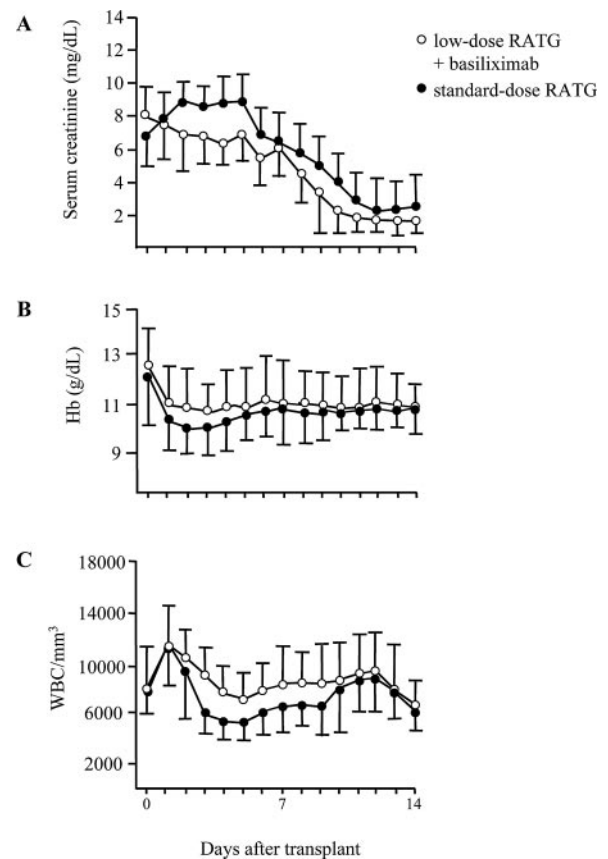 A
Serum creatinine (mg/dL)
14
12
10
8
6
4
2
low-dose RATG
+ basiliximab
standard-dose RATG
B
Hb (g/dL)
15
13
11
9
C
WBC/mm³
18000
14000
10000
6000
2000
0
7
14
Days after transplant